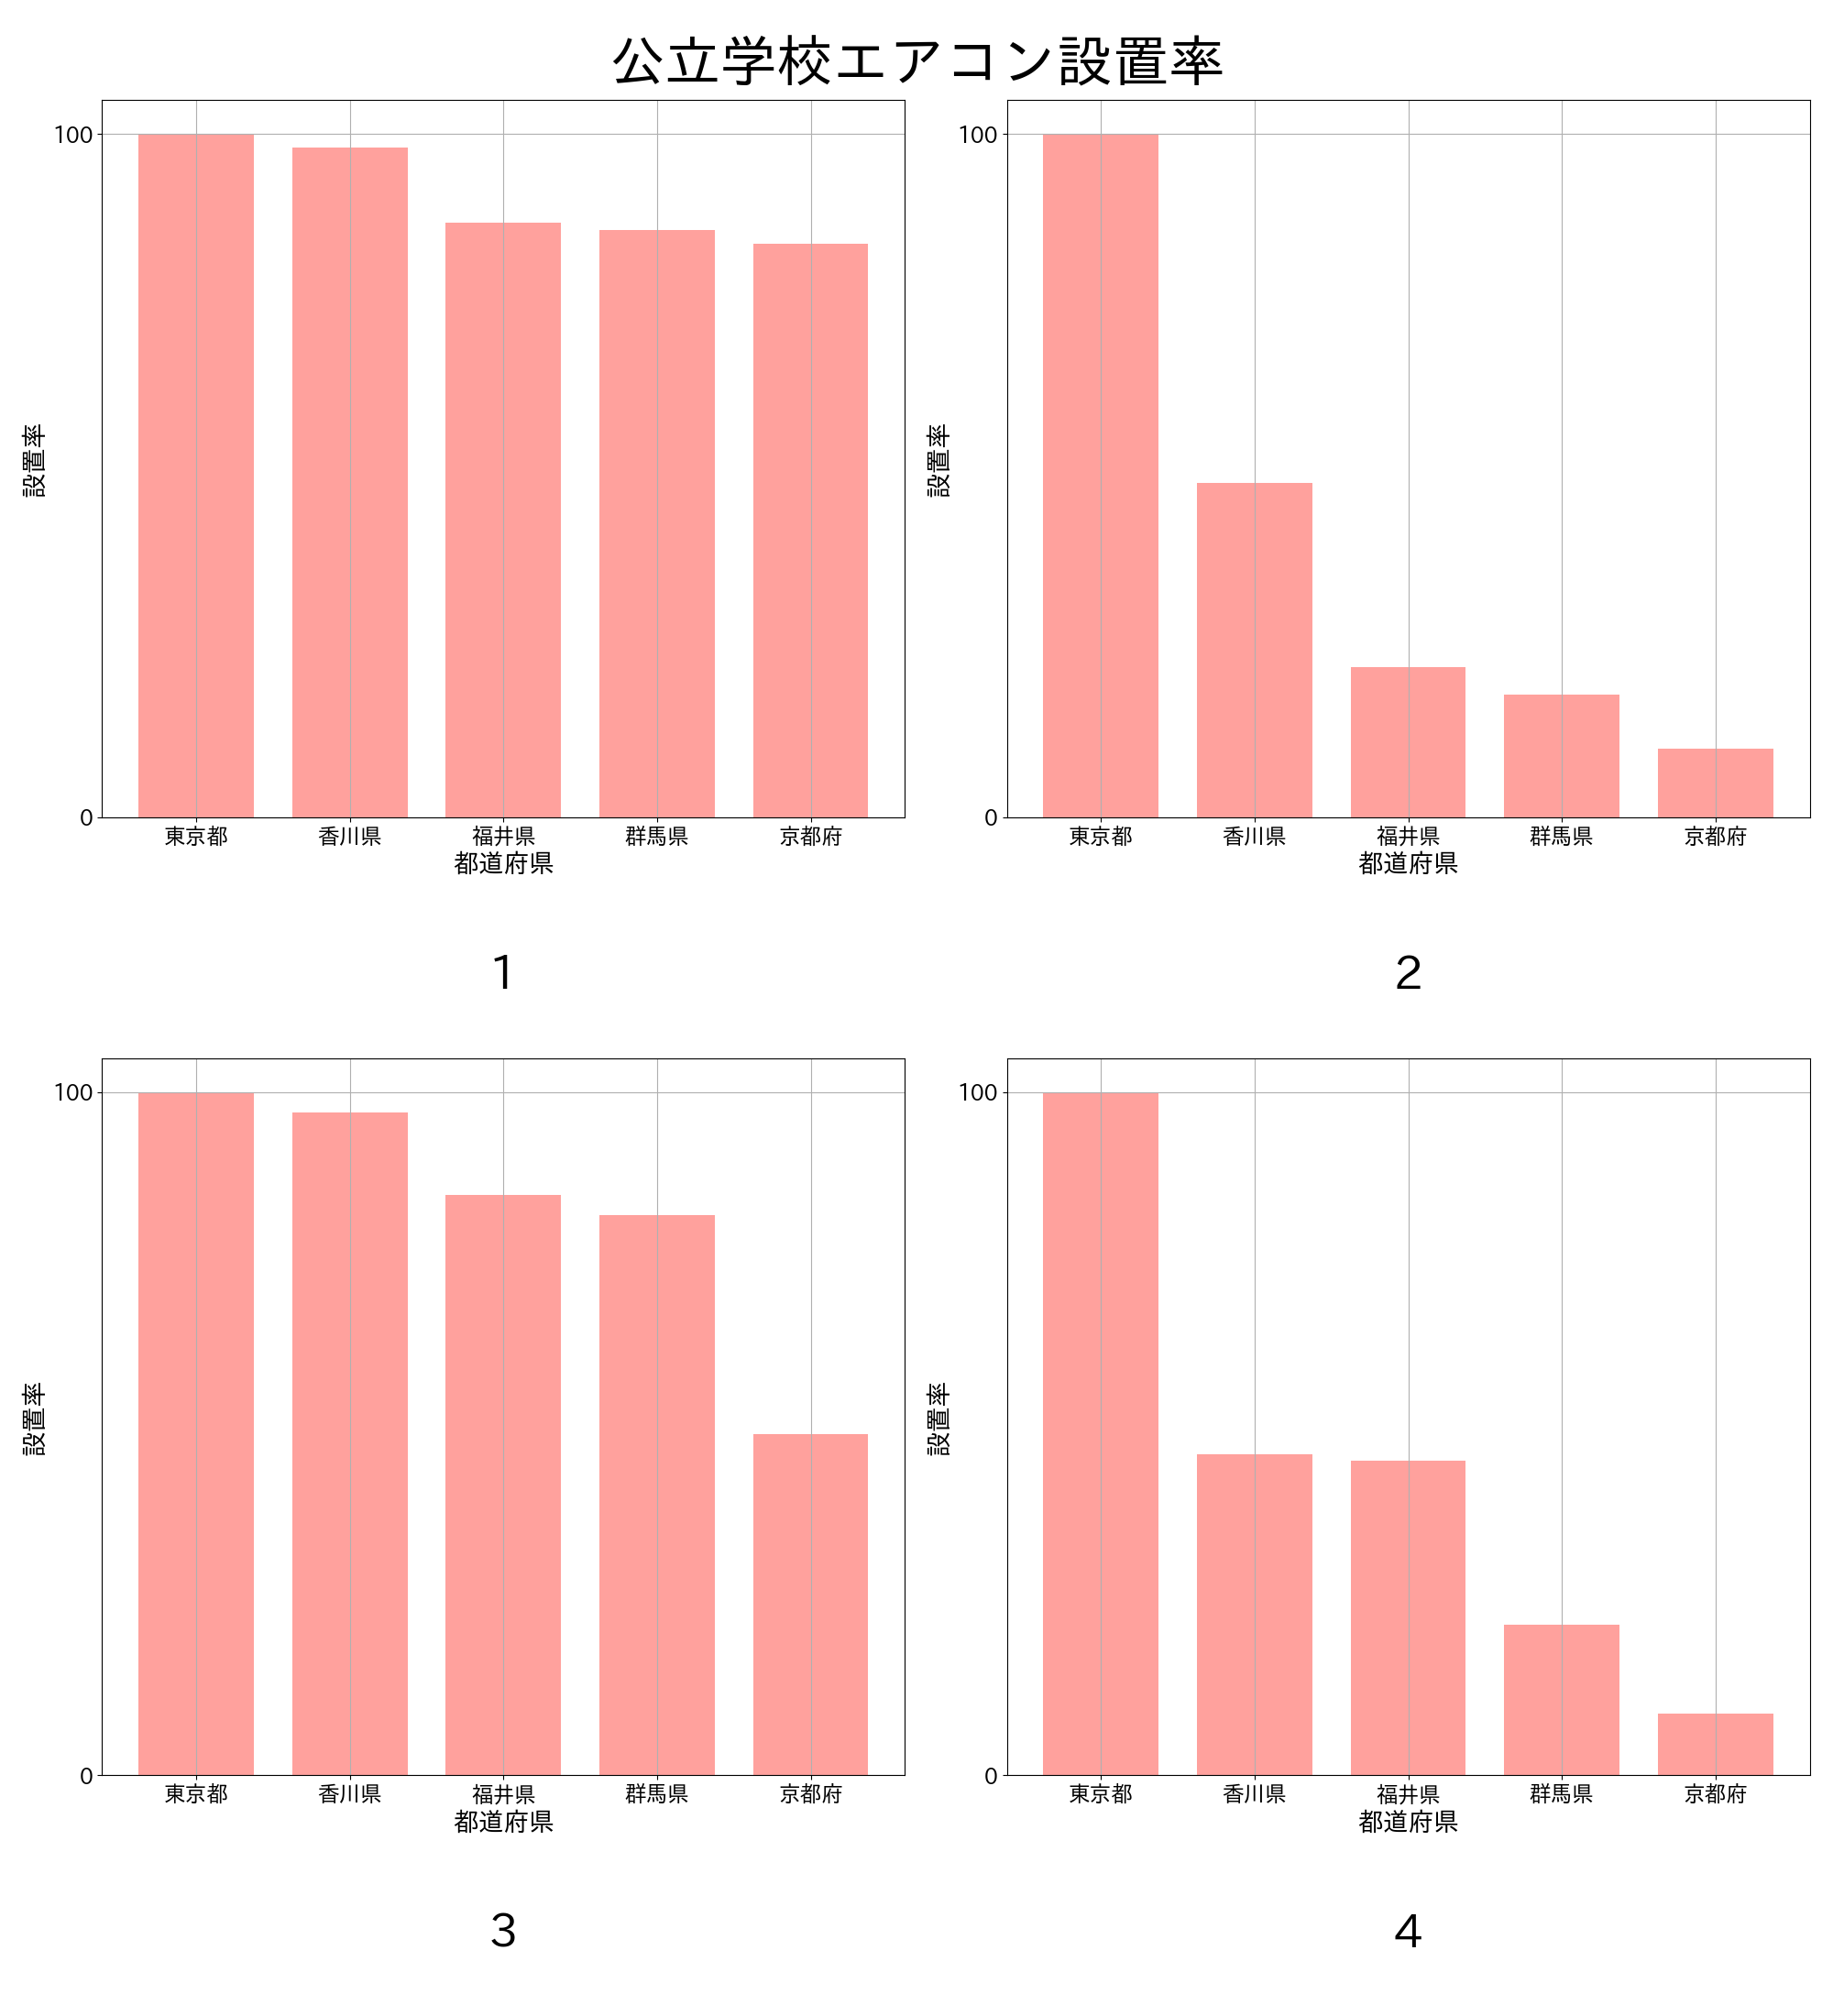 公立学校エアコン設置率
100
0
設置率
東京都 香川県 福井県 群馬県 京都府
都道府県
1
100
0
設置率
東京都 香川県 福井県 群馬県 京都府
都道府県
2
100
0
設置率
東京都 香川県 福井県 群馬県 京都府
都道府県
3
100
0
設置率
東京都 香川県 福井県 群馬県 京都府
都道府県
4